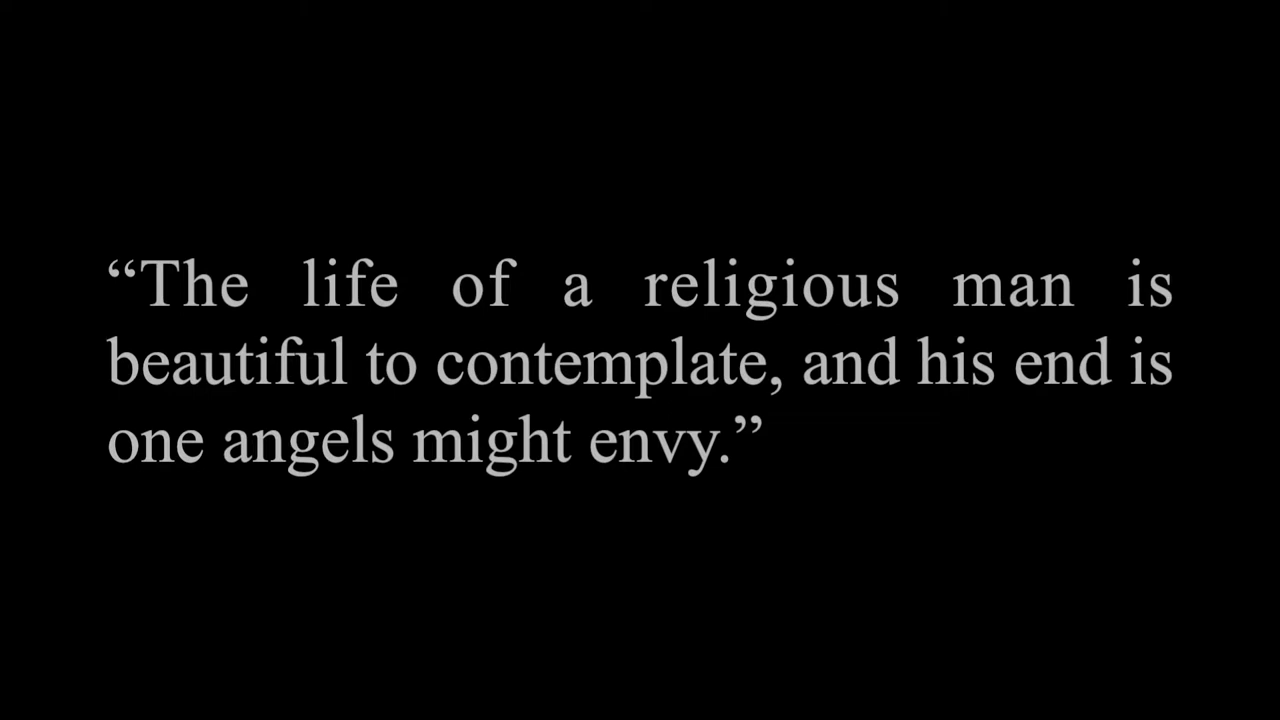 “The life of a religious man is
beautiful to contemplate, and his end is
one angels might envy.”